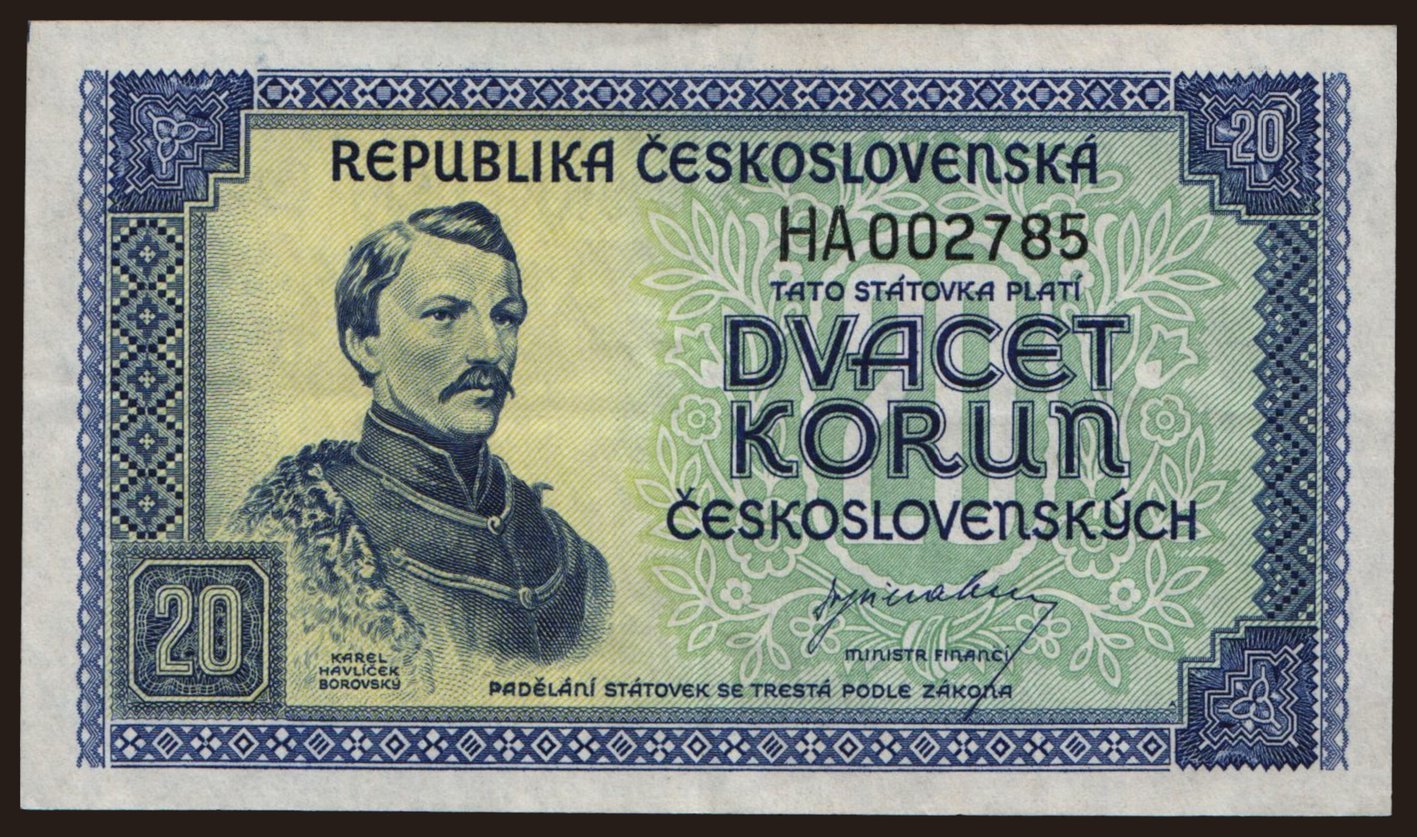 REPUBLIKA ČESKOSLOVENSKÁ
20
HA 002785
TATO STÁTOVKA PLATÍ
DVACET
KORUN
ČESKOSLOVENSKÝCH
MINISTR FINANCÍ
20
KAREL
HAVLÍČEK
BOROVSKÝ
PADĚLÁNÍ STÁTOVEK SE TRESTÁ PODLE ZÁKONA
A